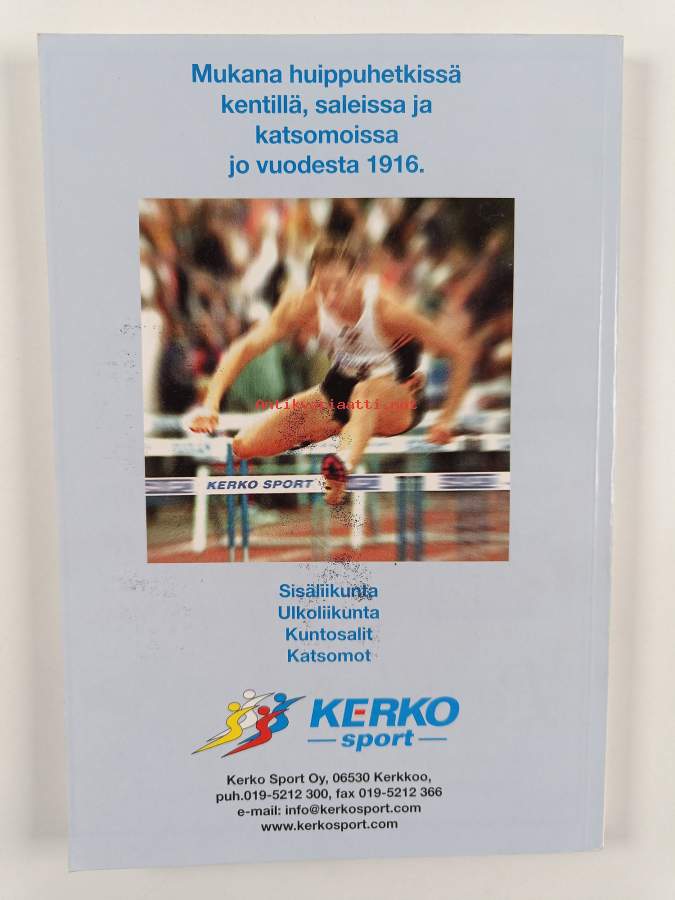 Mukana huippuhetkissä
kentillä, saleissa ja
katsomoissa
jo vuodesta 1916.
Antikvariaatti.net
KERKO SPORT
Sisäliikunta
Ulkoliikunta
Kuntosalit
Katsomot
KERKO
sport
Kerko Sport Oy, 06530 Kerkkoo,
puh.019-5212 300, fax 019-5212 366
e-mail: info@kerkosport.com
www.kerkosport.com